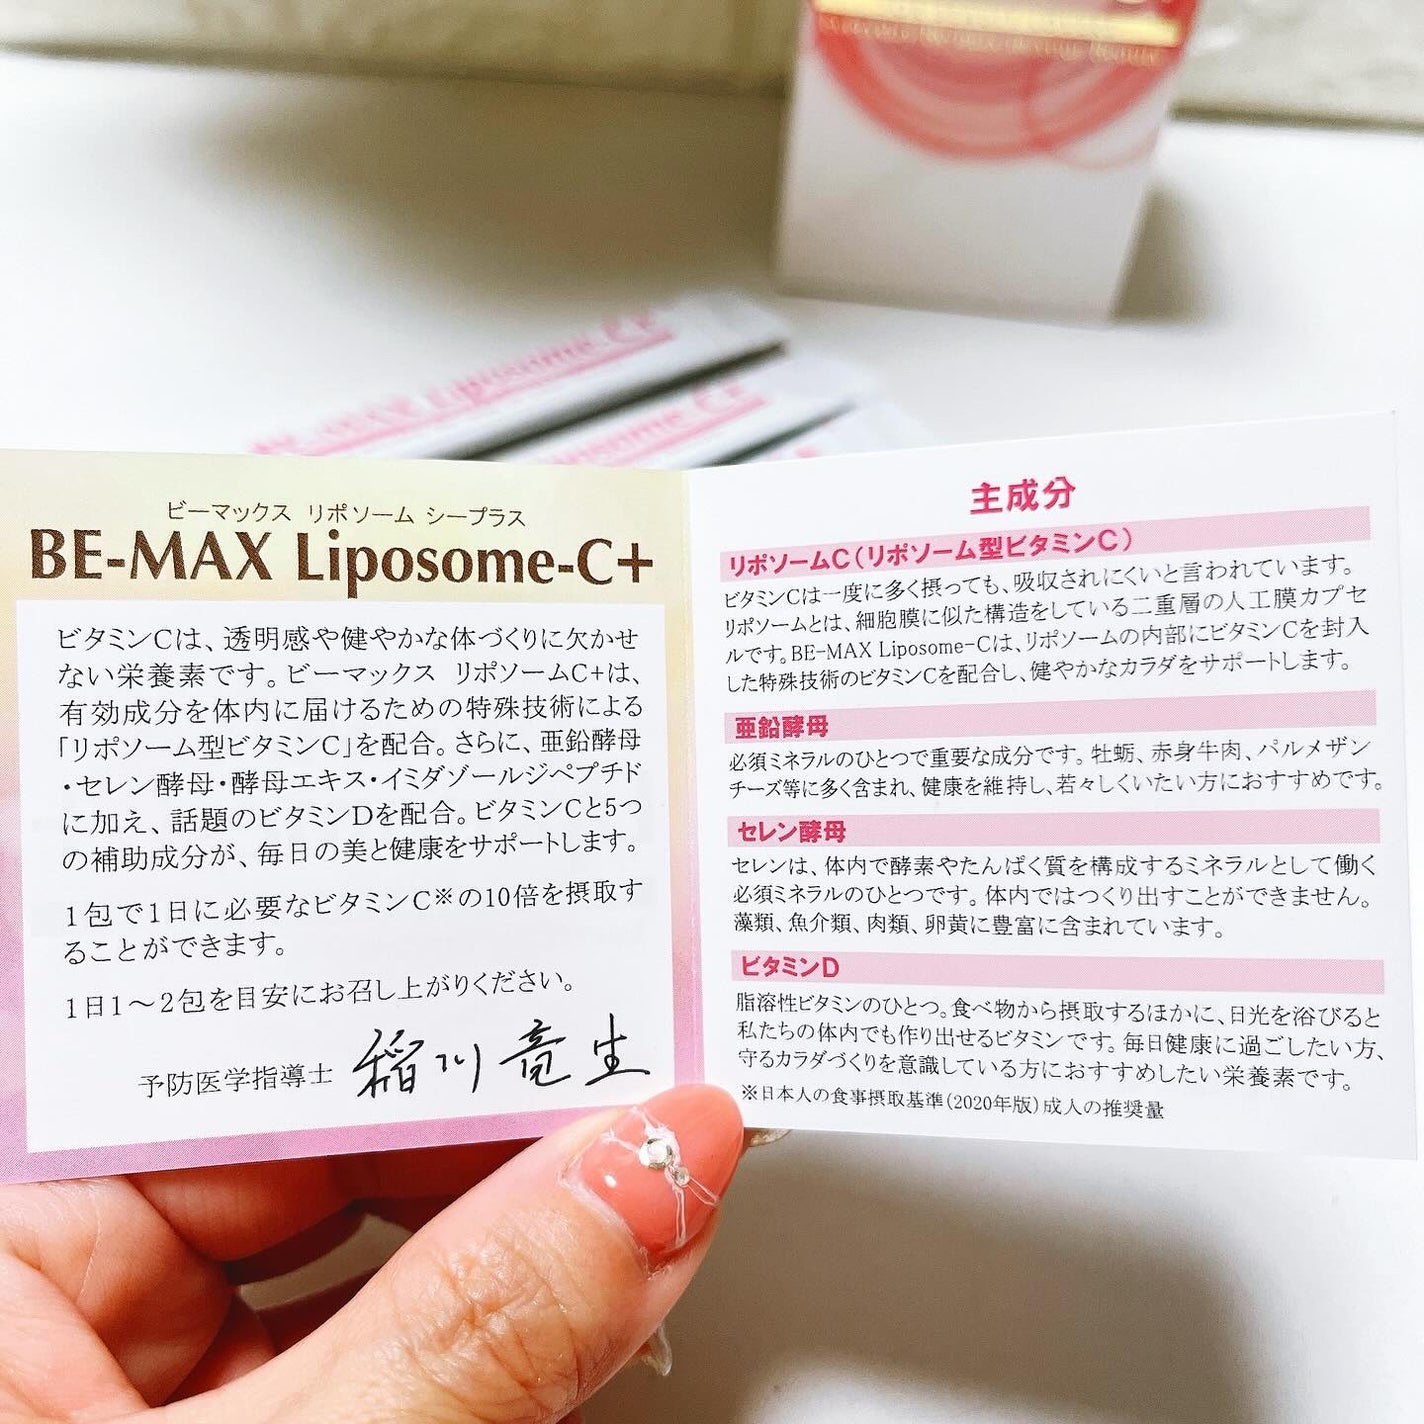 BE-MAX Liposome-C+
Liposome C+
ビーマックス リポソーム シープラス
BE-MAX Liposome-C+
ビタミンCは、透明感や健やかな体づくりに欠かせ
ない栄養素です。ビーマックス リポソームC+は、
有効成分を体内に届けるための特殊技術による
「リポソーム型ビタミンC」を配合。さらに、亜鉛酵母
・セレン酵母・酵母エキス・イミダゾールジペプチド
に加え、話題のビタミンDを配合。ビタミンCと5つ
の補助成分が、毎日の美と健康をサポートします。
1包で1日に必要なビタミンC※の10倍を摂取す
ることができます。
1日1〜2包を目安にお召し上がりください。
予防医学指導士 稲川 竜生
主成分
リポソームC（リポソーム型ビタミンC）
ビタミンCは一度に多く摂っても、吸収されにくいと言われています。
リポソームとは、細胞膜に似た構造をしている二重層の人工膜カプセ
ルです。BE-MAX Liposome-Cは、リポソームの内部にビタミンCを封入
した特殊技術のビタミンCを配合し、健やかなカラダをサポートします。
亜鉛酵母
必須ミネラルのひとつで重要な成分です。牡蛎、赤身牛肉、パルメザン
チーズ等に多く含まれ、健康を維持し、若々しくいたい方におすすめです。
セレン酵母
セレンは、体内で酵素やたんぱく質を構成するミネラルとして働く
必須ミネラルのひとつです。体内ではつくり出すことができません。
藻類、魚介類、肉類、卵黄に豊富に含まれています。
ビタミンD
脂溶性ビタミンのひとつ。食べ物から摂取するほかに、日光を浴びると
私たちの体内でも作り出せるビタミンです。毎日健康に過ごしたい方、
守るカラダづくりを意識している方におすすめしたい栄養素です。
※日本人の食事摂取基準（2020年版）成人の推奨量